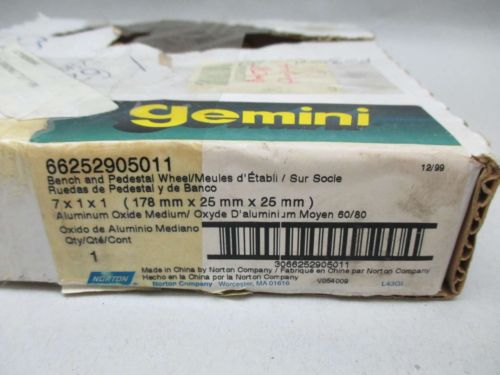 gemini
66252905011
12/99
Bench and Pedestal Wheel/Meules d'Établi / Sur Socle
Ruedas de Pedestal y de Banco
7 x 1 x 1 (178 mm x 25 mm x 25 mm)
Aluminum Oxide Medium/ Oxyde D'aluminium Moyen 60/80
Oxido de Aluminio Mediano
Qty/Qté/Cont
1
3066252905011
NORTON
Made in China by Norton Company / Fabriqué en Chine par Norton Company/
Hecho en la China por Norton Company
Norton Company Worcester, MA 01616
V054009
L43GI